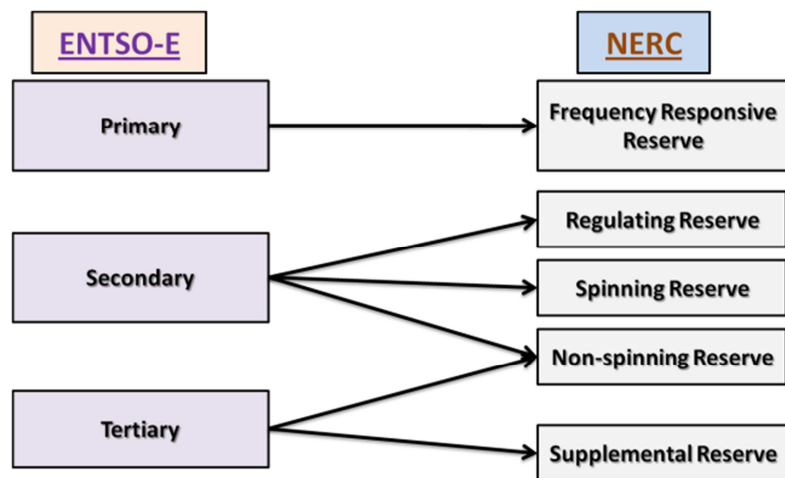 ENTSO-E
NERC
Primary
Frequency Responsive
Reserve
Regulating Reserve
Secondary
Spinning Reserve
Non-spinning Reserve
Tertiary
Supplemental Reserve